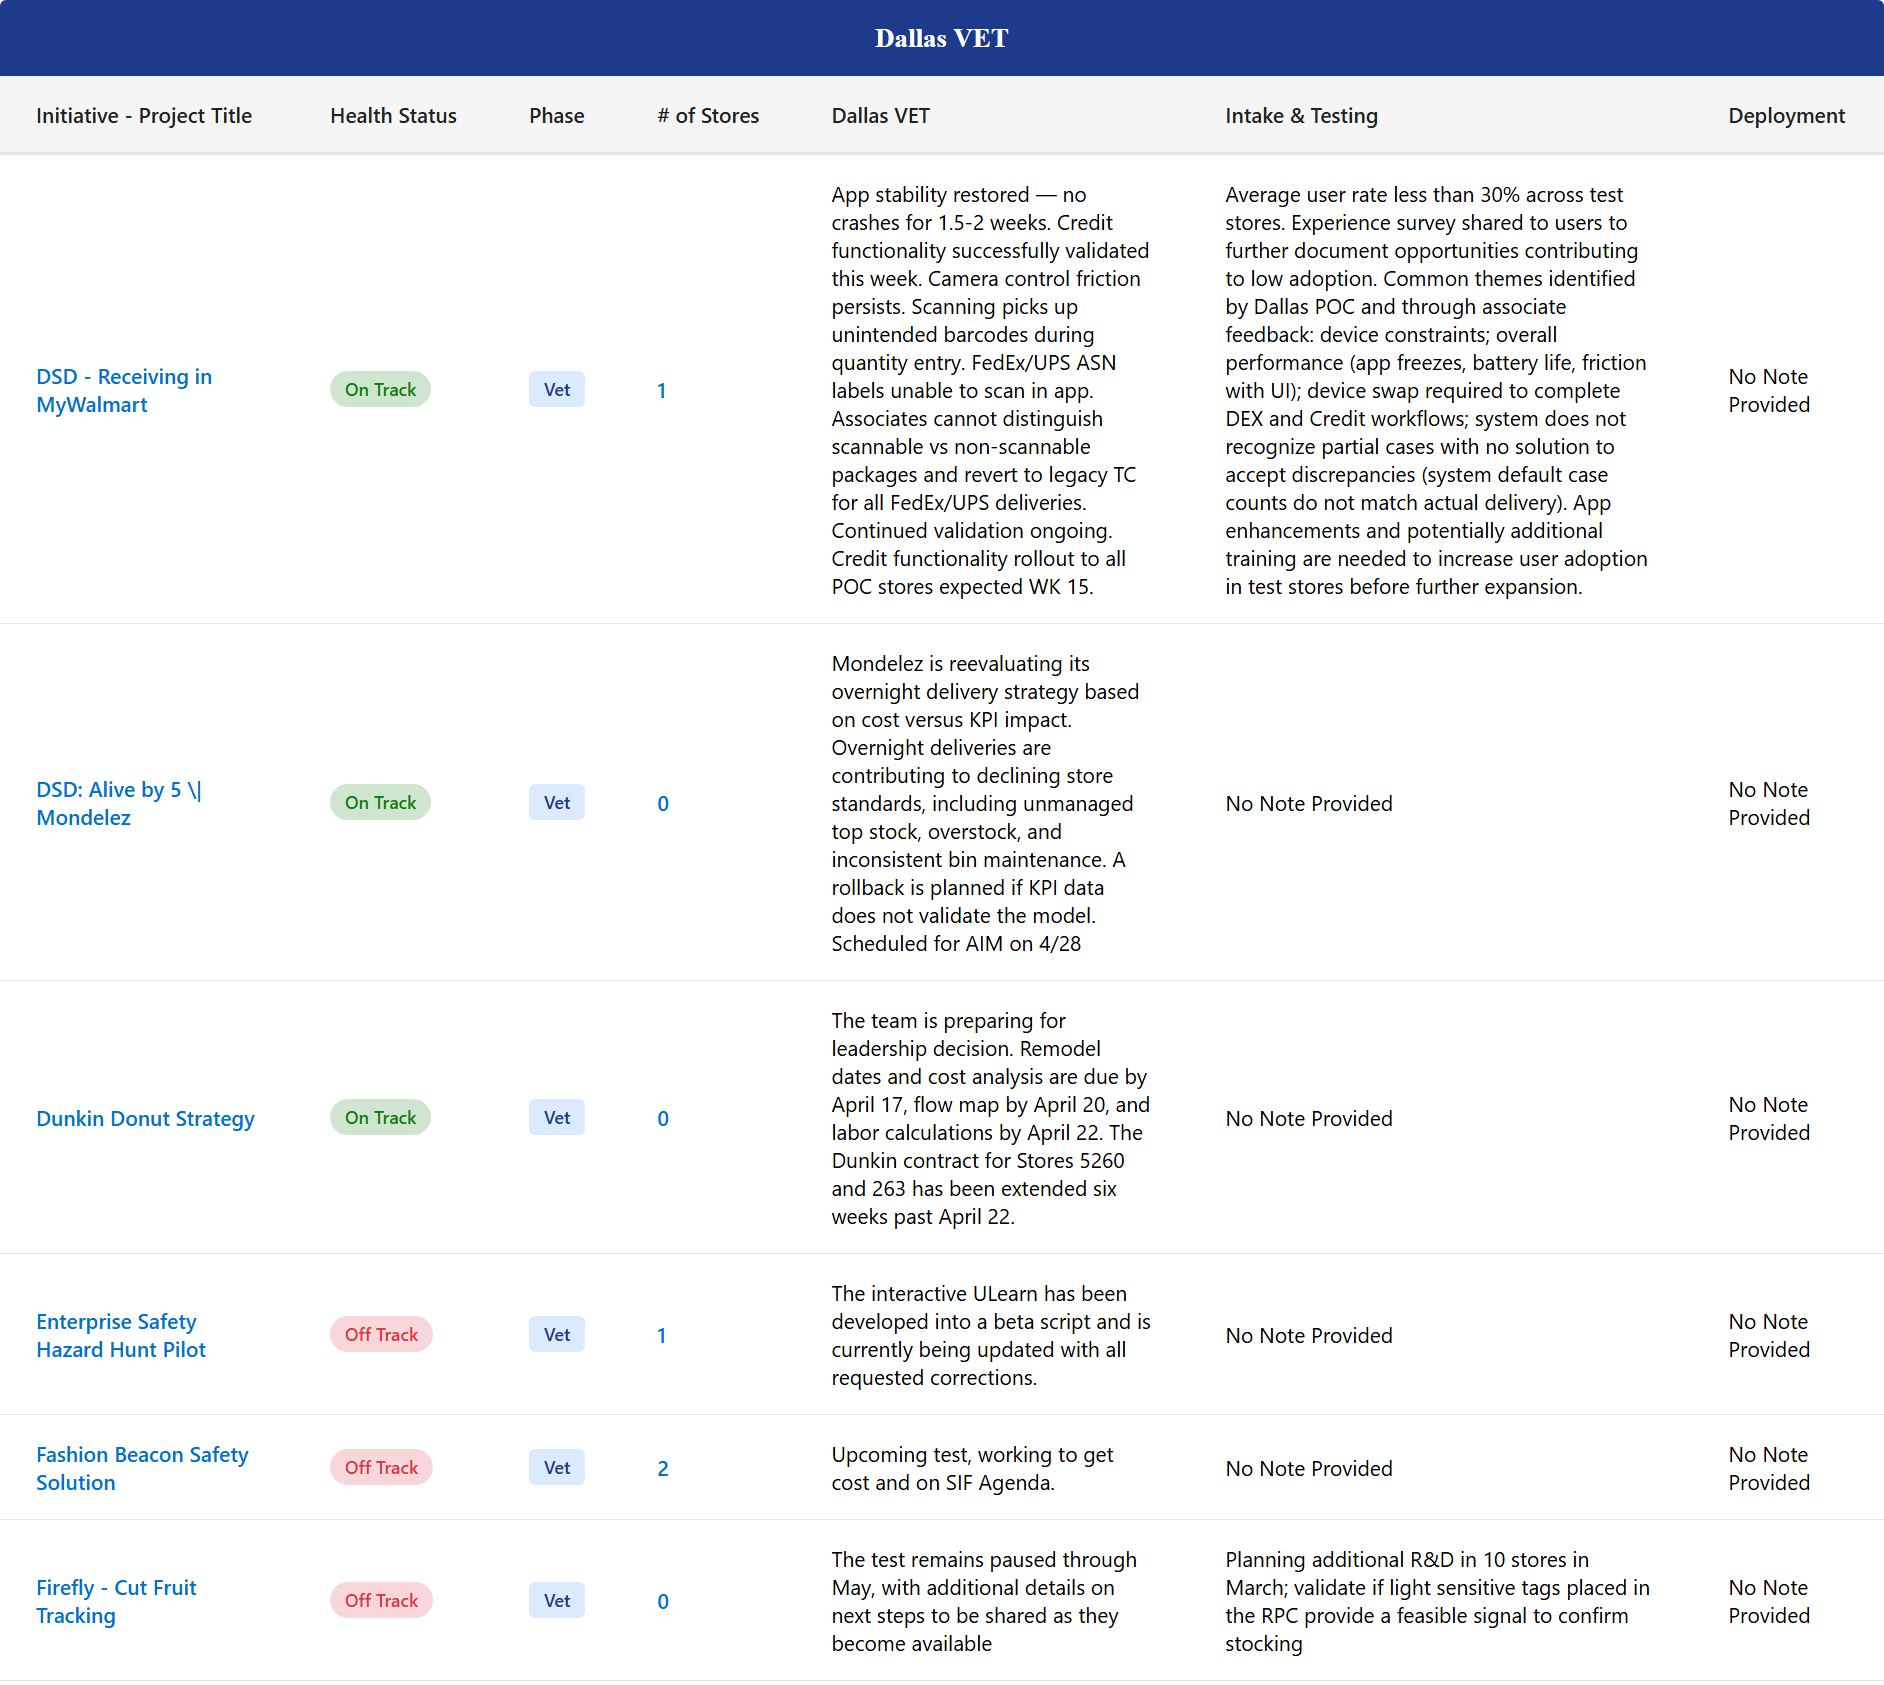 Dallas VET
Initiative - Project Title
Health Status
Phase
# of Stores
Dallas VET
Intake & Testing
Deployment
DSD - Receiving in
MyWalmart
On Track
Vet
1
App stability restored — no
crashes for 1.5-2 weeks. Credit
functionality successfully validated
this week. Camera control friction
persists. Scanning picks up
unintended barcodes during
quantity entry. FedEx/UPS ASN
labels unable to scan in app.
Associates cannot distinguish
scannable vs non-scannable
packages and revert to legacy TC
for all FedEx/UPS deliveries.
Continued validation ongoing.
Credit functionality rollout to all
POC stores expected WK 15.
Average user rate less than 30% across test
stores. Experience survey shared to users to
further document opportunities contributing
to low adoption. Common themes identified
by Dallas POC and through associate
feedback: device constraints; overall
performance (app freezes, battery life, friction
with UI); device swap required to complete
DEX and Credit workflows; system does not
recognize partial cases with no solution to
accept discrepancies (system default case
counts do not match actual delivery). App
enhancements and potentially additional
training are needed to increase user adoption
in test stores before further expansion.
No Note
Provided
DSD: Alive by 5 \|
Mondelez
On Track
Vet
0
Mondelez is reevaluating its
overnight delivery strategy based
on cost versus KPI impact.
Overnight deliveries are
contributing to declining store
standards, including unmanaged
top stock, overstock, and
inconsistent bin maintenance. A
rollback is planned if KPI data
does not validate the model.
Scheduled for AIM on 4/28
No Note Provided
No Note
Provided
Dunkin Donut Strategy
On Track
Vet
0
The team is preparing for
leadership decision. Remodel
dates and cost analysis are due by
April 17, flow map by April 20, and
labor calculations by April 22. The
Dunkin contract for Stores 5260
and 263 has been extended six
weeks past April 22.
No Note Provided
No Note
Provided
Enterprise Safety
Hazard Hunt Pilot
Off Track
Vet
1
The interactive ULearn has been
developed into a beta script and is
currently being updated with all
requested corrections.
No Note Provided
No Note
Provided
Fashion Beacon Safety
Solution
Off Track
Vet
2
Upcoming test, working to get
cost and on SIF Agenda.
No Note Provided
No Note
Provided
Firefly - Cut Fruit
Tracking
Off Track
Vet
0
The test remains paused through
May, with additional details on
next steps to be shared as they
become available
Planning additional R&D in 10 stores in
March; validate if light sensitive tags placed in
the RPC provide a feasible signal to confirm
stocking
No Note
Provided